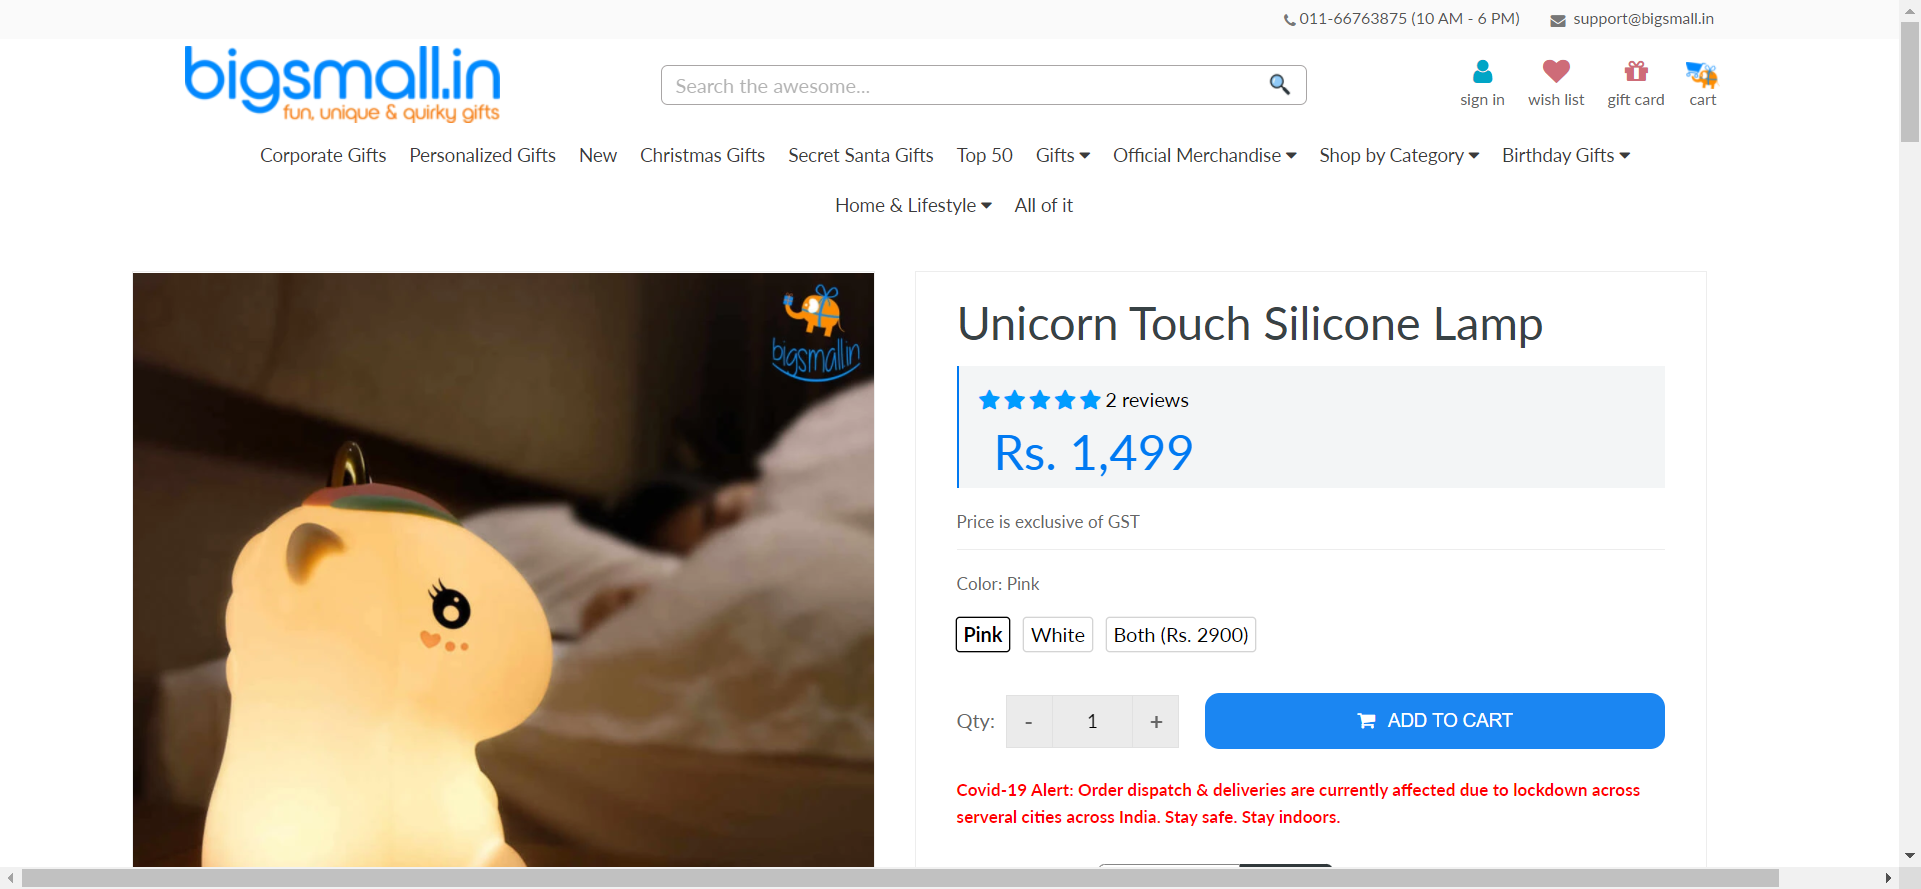 011-66763875 (10 AM - 6 PM) support@bigsmall.in
bigsmall.in
fun, unique & quirky gifts
Search the awesome...
sign in wish list gift card cart
Corporate Gifts Personalized Gifts New Christmas Gifts Secret Santa Gifts Top 50 Gifts Official Merchandise Shop by Category Birthday Gifts
Home & Lifestyle All of it
bigsmall.in
Unicorn Touch Silicone Lamp
2 reviews
Rs. 1,499
Price is exclusive of GST
Color: Pink
Pink White Both (Rs. 2900)
Qty: - 1 + ADD TO CART
Covid-19 Alert: Order dispatch & deliveries are currently affected due to lockdown across
serveral cities across India. Stay safe. Stay indoors.